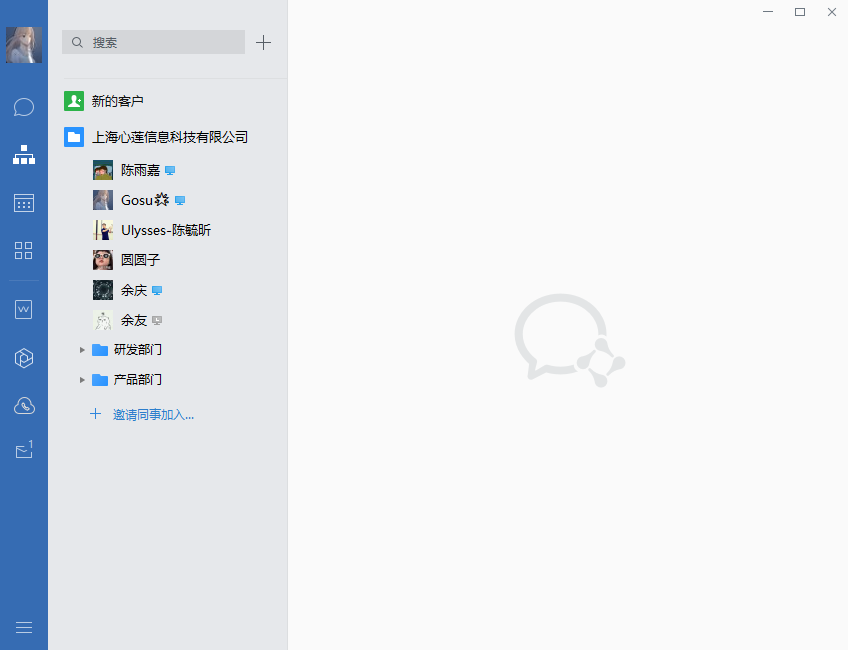 搜索
新的客户
上海心莲信息科技有限公司
陈雨嘉
Gosu
Ulysses-陈毓昕
圆圆子
余庆
余友
研发部门
产品部门
邀请同事加入...
1